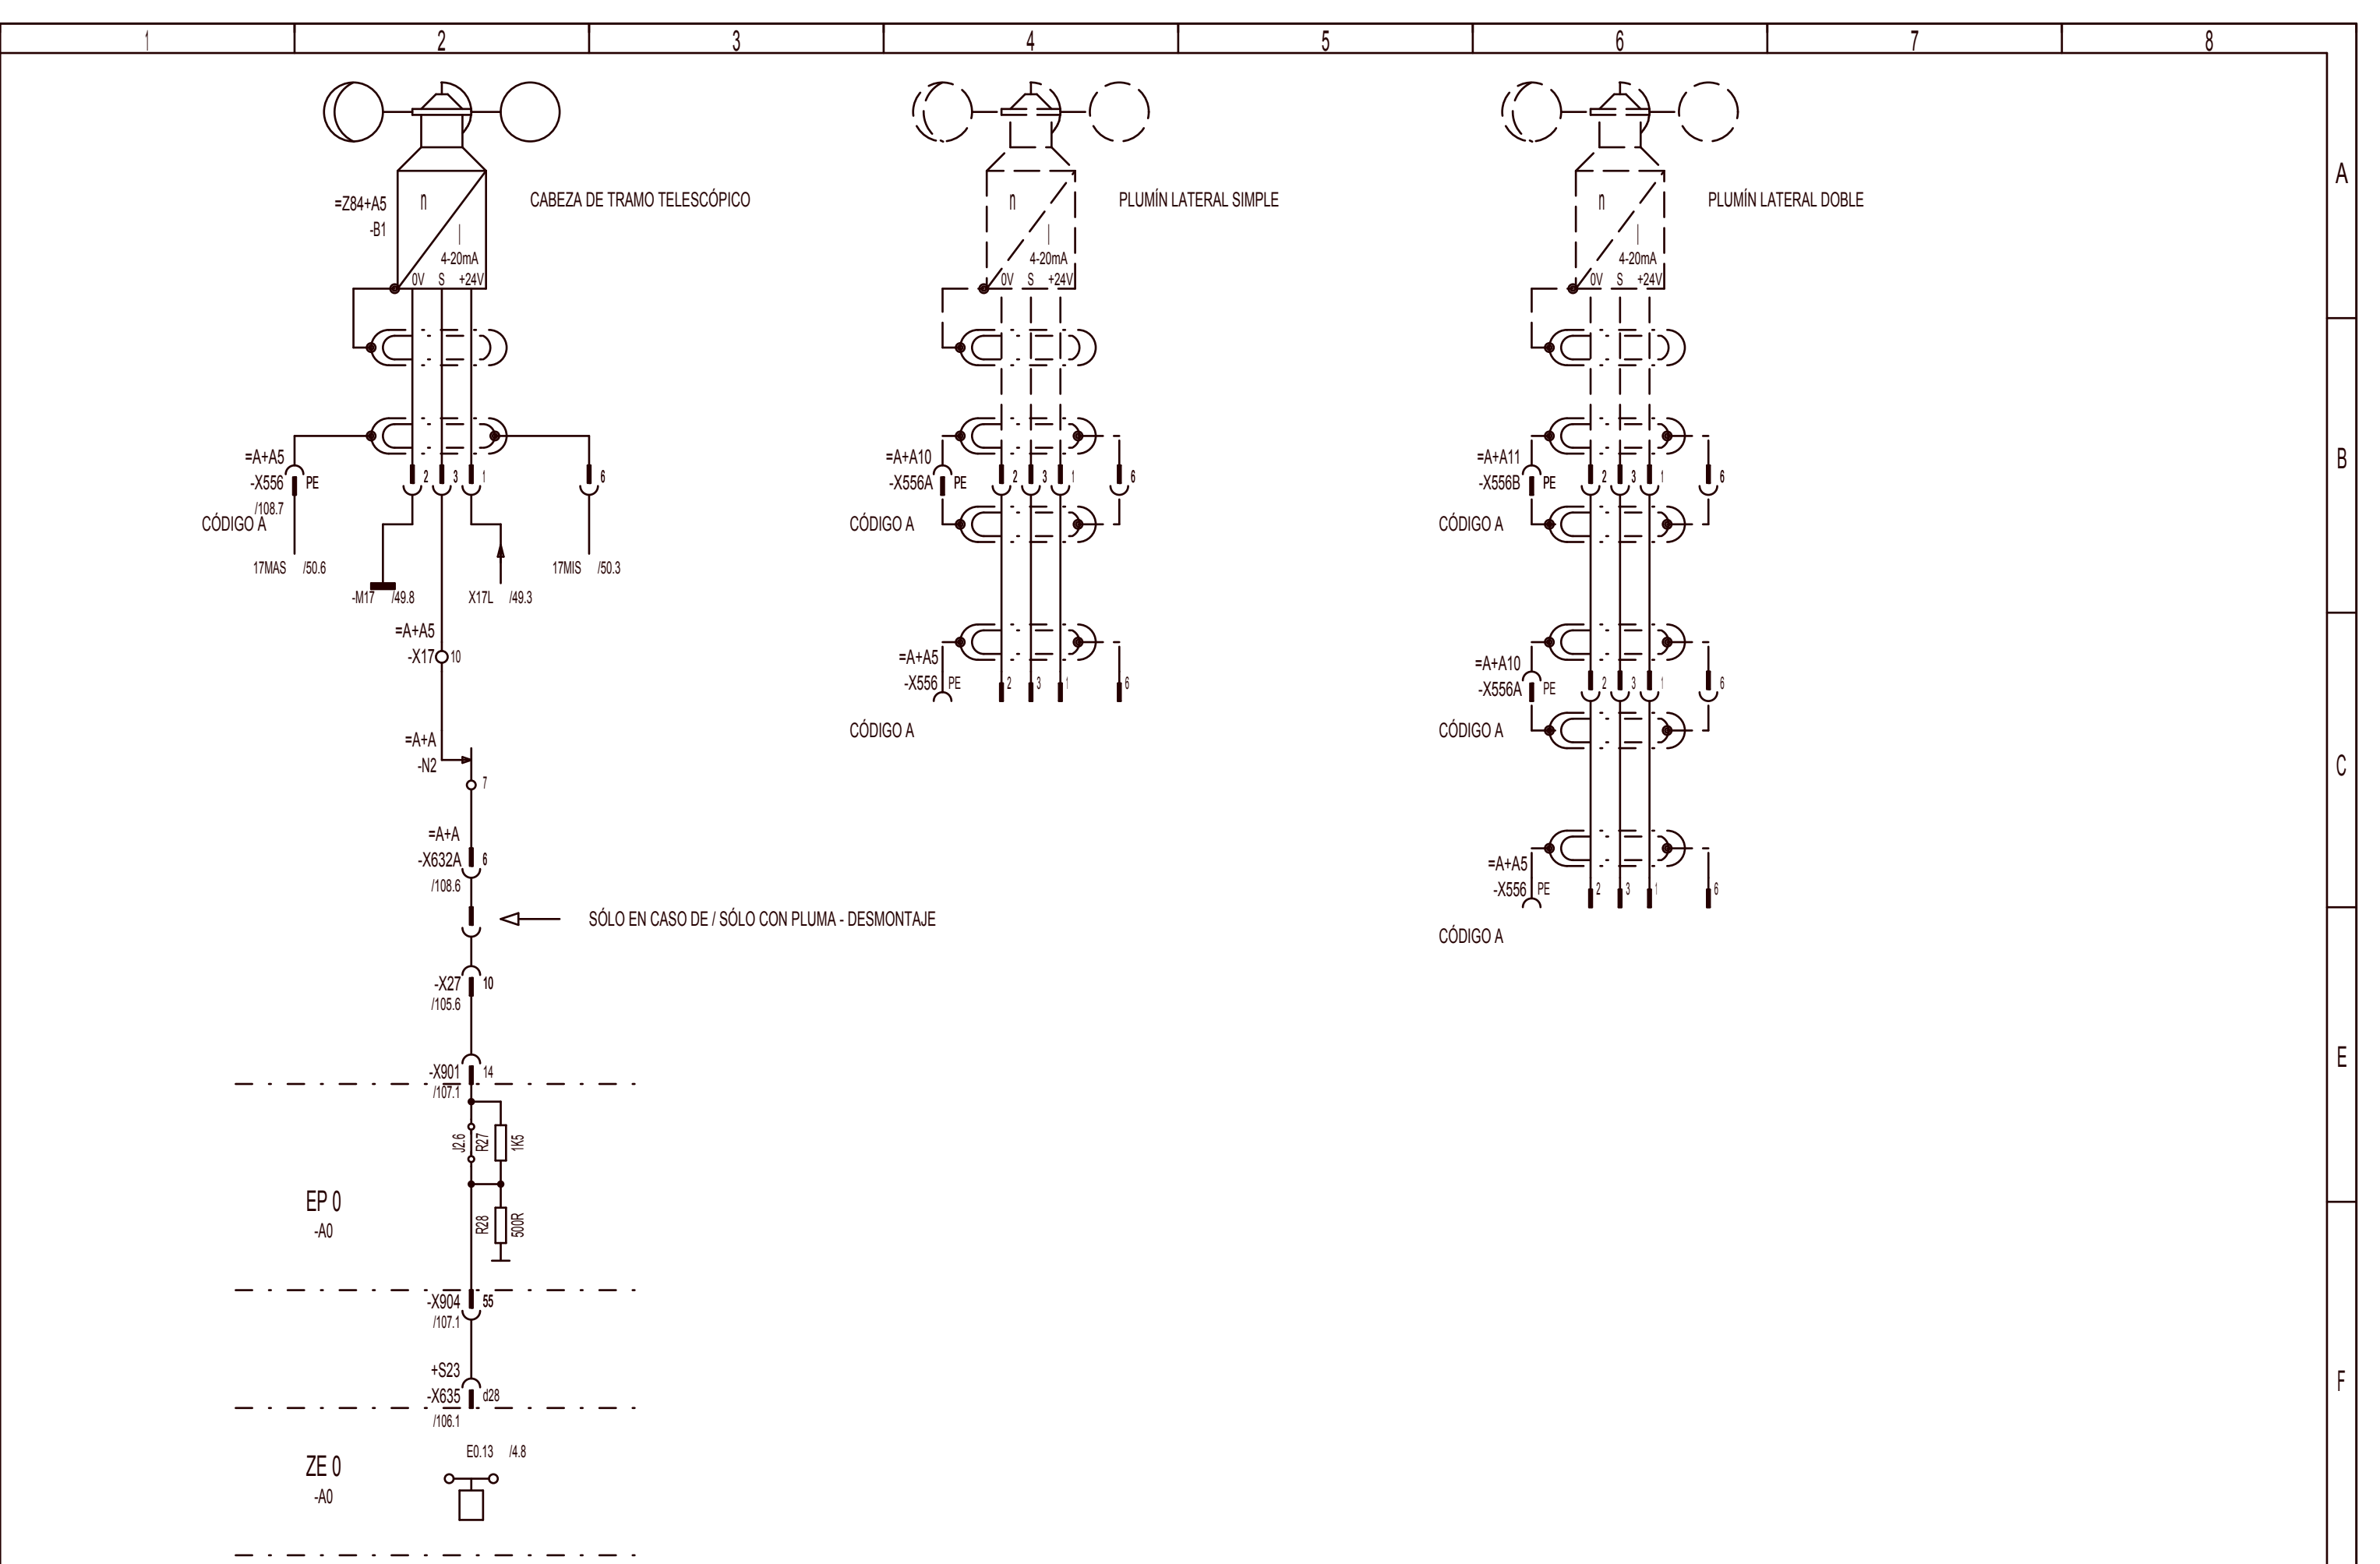 1 2 3 4 5 6 7 8
A
B
C
E
F
=Z84+A5
-B1
n
4-20mA
0V S +24V
CABEZA DE TRAMO TELESCÓPICO
=A+A5
-X556 PE 2 3 1 6
/108.7
CÓDIGO A
17MAS /50.6
17MIS /50.3
-M17 /49.8
X17L /49.3
=A+A5
-X17 10
=A+A
-N2
7
=A+A
-X632A 6
/108.6
SÓLO EN CASO DE / SÓLO CON PLUMA - DESMONTAJE
-X27 10
/105.6
-X901 14
/107.1
J2.6 R27 1K5
EP 0
-A0
R28 500R
-X904 55
/107.1
+S23
-X635 d28
/106.1
ZE 0
-A0
E0.13 /4.8
n
4-20mA
0V S +24V
PLUMÍN LATERAL SIMPLE
=A+A10
-X556A PE 2 3 1 6
CÓDIGO A
=A+A5
-X556 PE 2 3 1 6
CÓDIGO A
n
4-20mA
0V S +24V
PLUMÍN LATERAL DOBLE
=A+A11
-X556B PE 2 3 1 6
CÓDIGO A
=A+A10
-X556A PE 2 3 1 6
CÓDIGO A
=A+A5
-X556 PE 2 3 1 6
CÓDIGO A